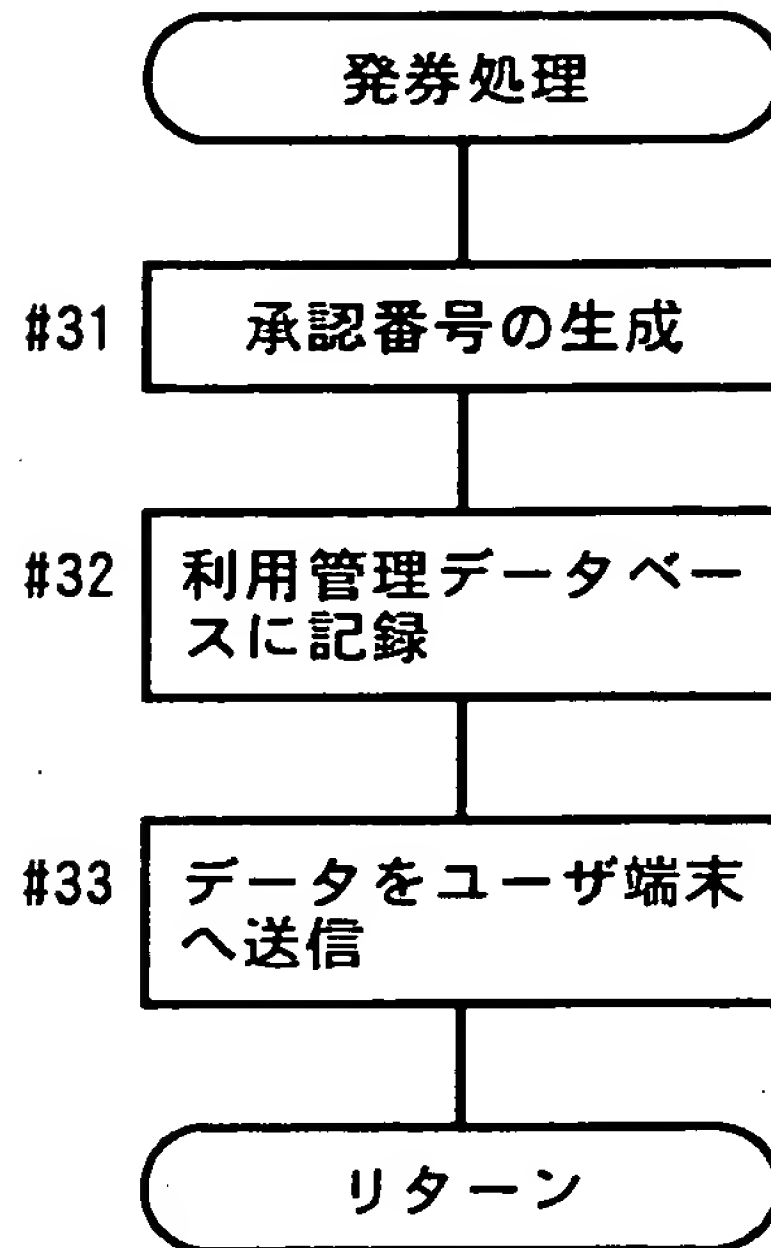 発券処理
#31 承認番号の生成
#32 利用管理データベー
スに記録
#33 データをユーザ端末
へ送信
リターン